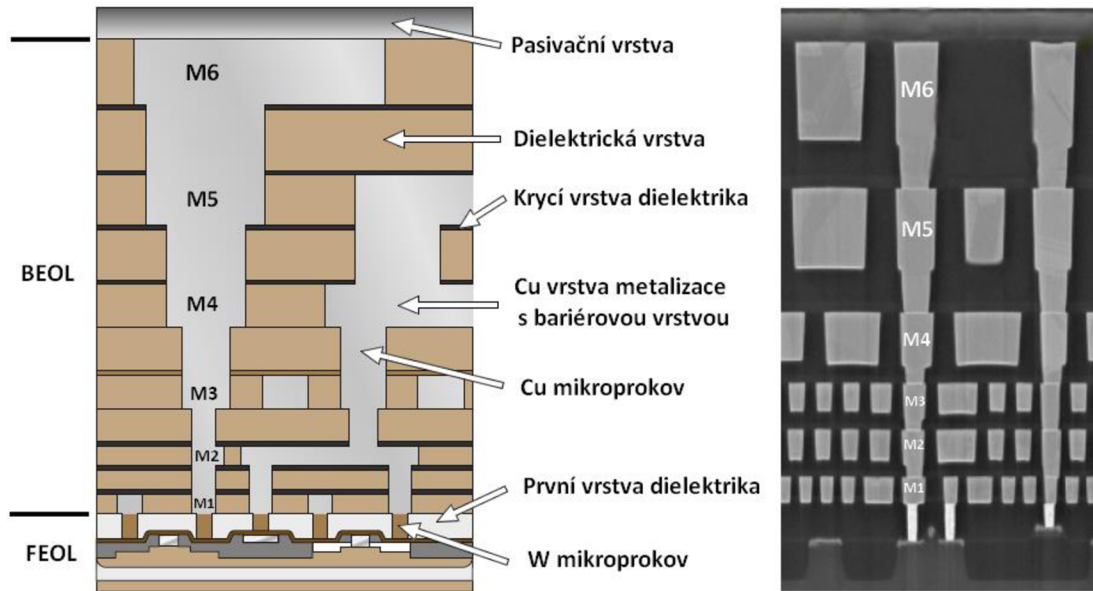 Pasivační vrstva
M6
Dielektrická vrstva
Krycí vrstva dielektrika
M5
BEOL
Cu vrstva metalizace
s bariérovou vrstvou
M4
Cu mikroprokov
M3
M2
První vrstva dielektrika
M1
FEOL
W mikroprokov
M6
M5
M4
M3
M2
M1